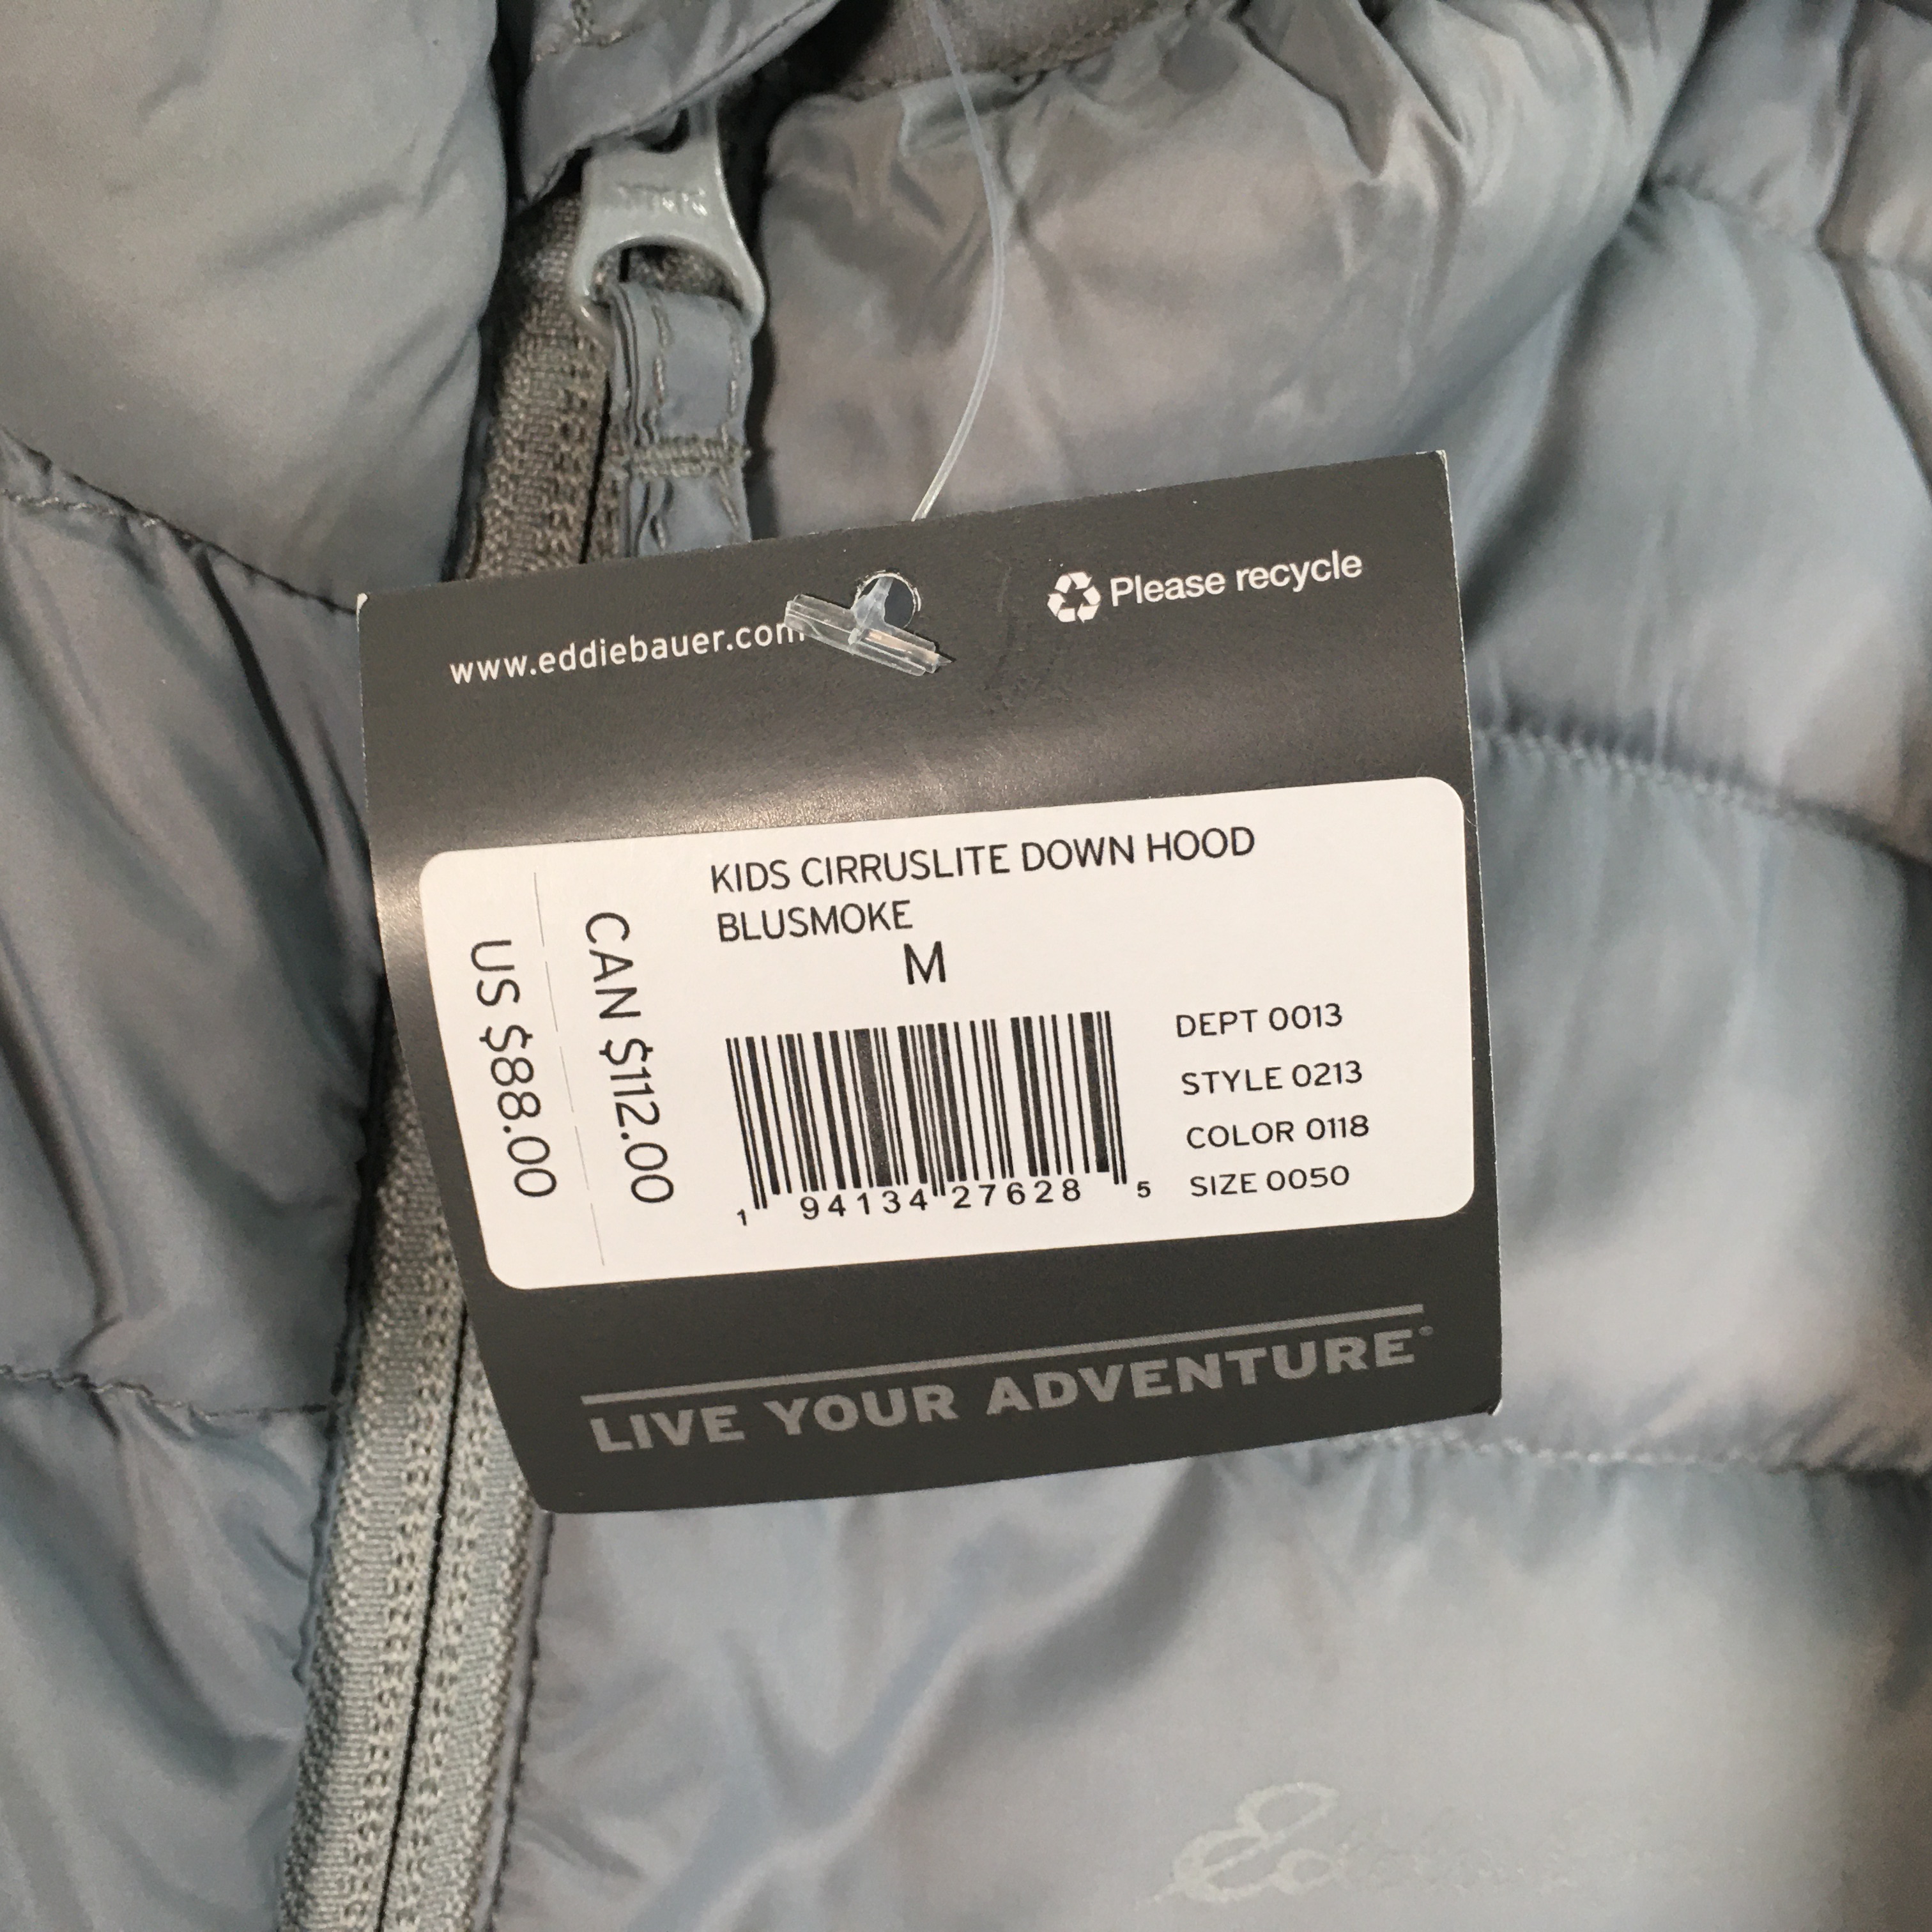 www.eddiebauer.com
Please recycle
KIDS CIRRUSLITE DOWN HOOD
BLUSMOKE
M
CAN $112.00
US $88.00
DEPT 0013
STYLE 0213
COLOR 0118
SIZE 0050
1 94134 27628 5
LIVE YOUR ADVENTURE®